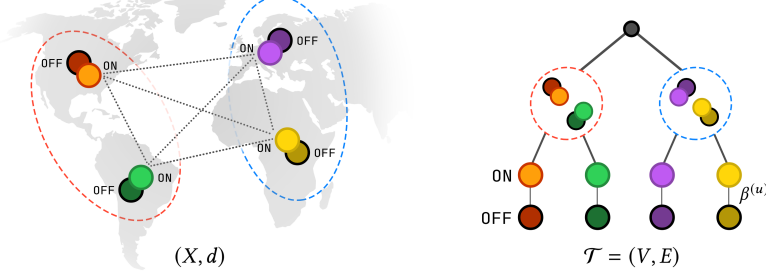 OFF
ON
ON
OFF
ON
OFF
OFF
ON
(X, d)
ON
OFF
β⁽ᵘ⁾
𝒯 = (V, E)